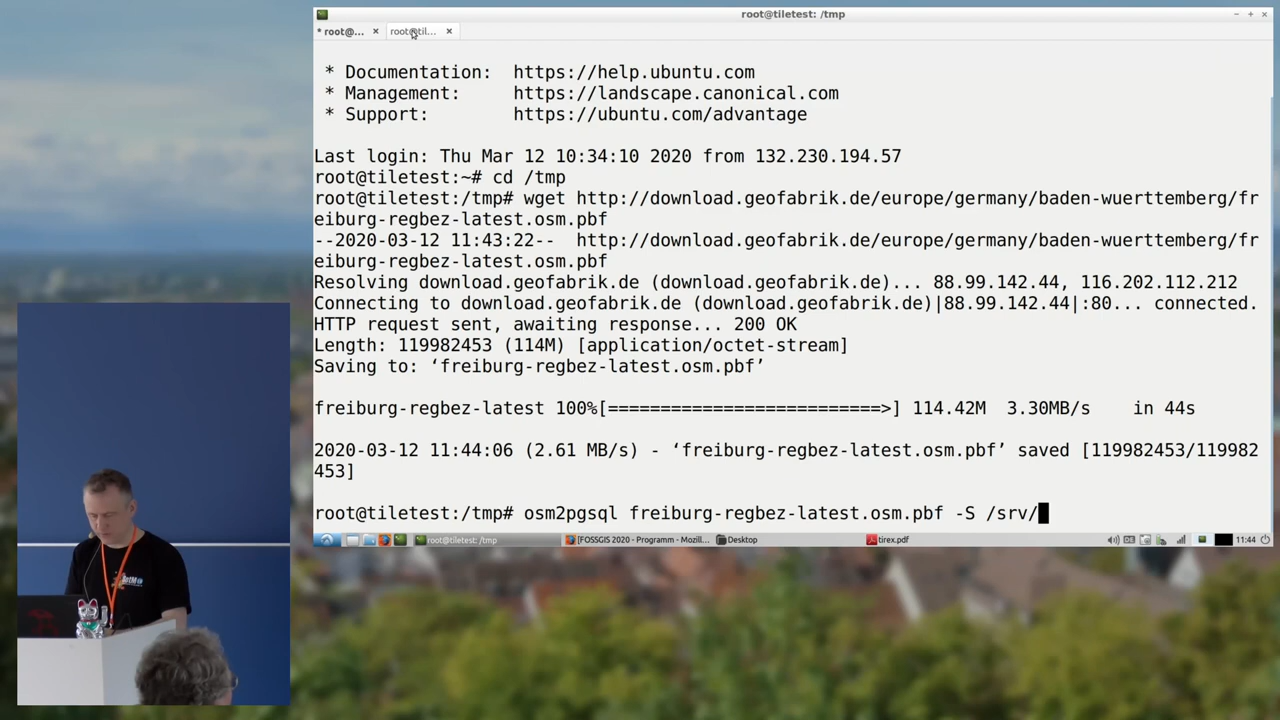 root@tiletest: /tmp
* root@...
root@til...
* Documentation: https://help.ubuntu.com
* Management: https://landscape.canonical.com
* Support: https://ubuntu.com/advantage
Last login: Thu Mar 12 10:34:10 2020 from 132.230.194.57
root@tiletest:~# cd /tmp
root@tiletest:/tmp# wget http://download.geofabrik.de/europe/germany/baden-wuerttemberg/fr
eiburg-regbez-latest.osm.pbf
--2020-03-12 11:43:22-- http://download.geofabrik.de/europe/germany/baden-wuerttemberg/fr
eiburg-regbez-latest.osm.pbf
Resolving download.geofabrik.de (download.geofabrik.de)... 88.99.142.44, 116.202.112.212
Connecting to download.geofabrik.de (download.geofabrik.de)|88.99.142.44|:80... connected.
HTTP request sent, awaiting response... 200 OK
Length: 119982453 (114M) [application/octet-stream]
Saving to: ‘freiburg-regbez-latest.osm.pbf’
freiburg-regbez-latest 100%[==========================>] 114.42M 3.30MB/s in 44s
2020-03-12 11:44:06 (2.61 MB/s) - ‘freiburg-regbez-latest.osm.pbf’ saved [119982453/119982
453]
root@tiletest:/tmp# osm2pgsql freiburg-regbez-latest.osm.pbf -S /srv/
root@tiletest: /tmp
[FOSSGIS 2020 - Programm - Mozill...
Desktop
tirex.pdf
DE
11:44